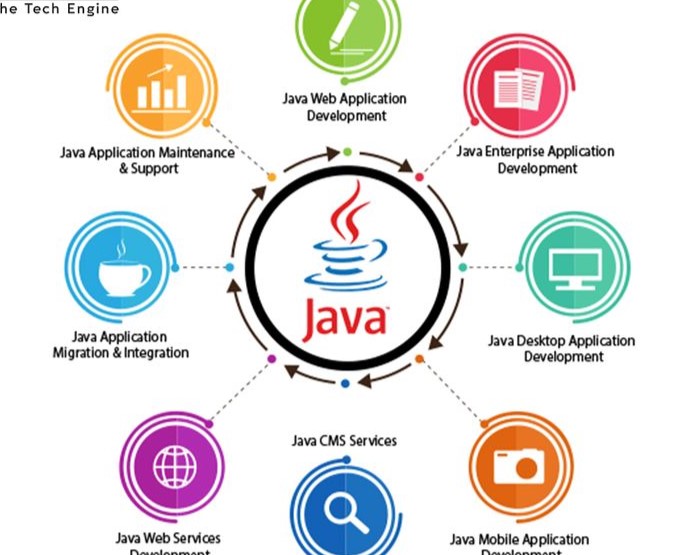 he Tech Engine
Java Web Application
Development
Java Application Maintenance
& Support
Java Enterprise Application
Development
Java
Java Application
Migration & Integration
Java Desktop Application
Development
Java CMS Services
Java Web Services
Development
Java Mobile Application
Development